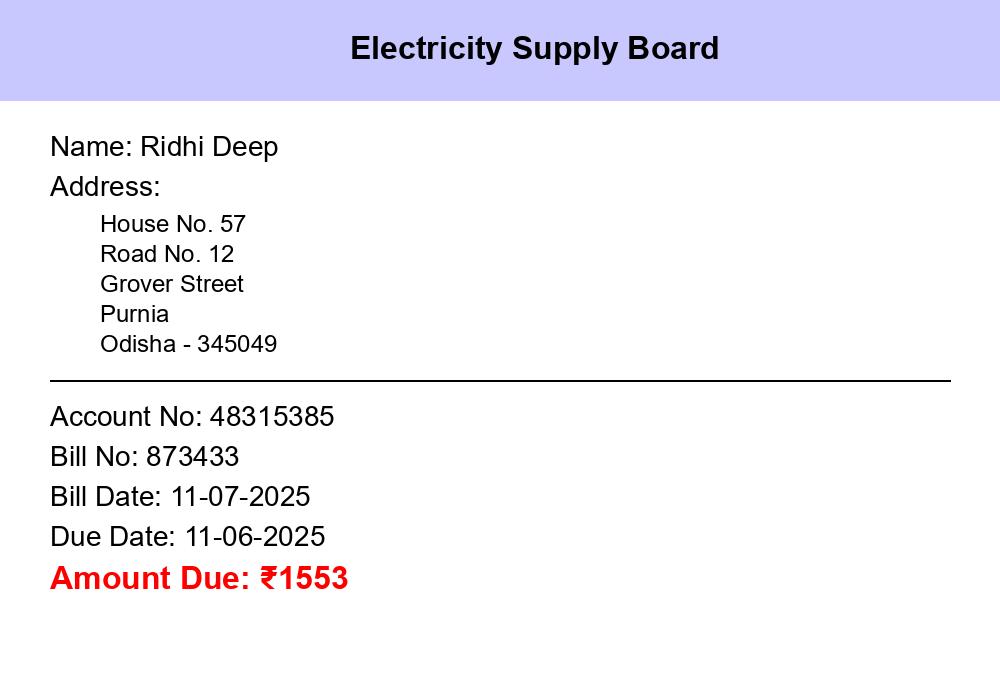 Electricity Supply Board
Name: Ridhi Deep
Address:
House No. 57
Road No. 12
Grover Street
Purnia
Odisha - 345049
Account No: 48315385
Bill No: 873433
Bill Date: 11-07-2025
Due Date: 11-06-2025
Amount Due: ₹1553